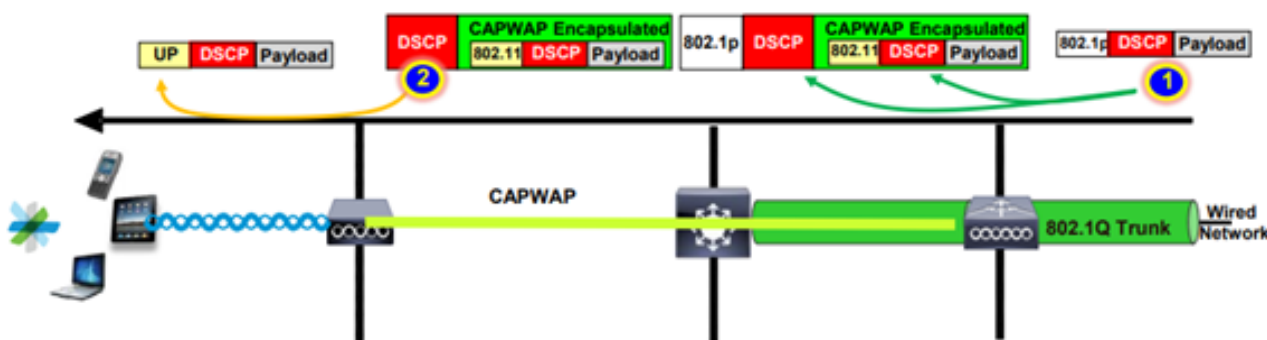 UP DSCP Payload
DSCP CAPWAP Encapsulated
802.11 DSCP Payload
802.1p DSCP CAPWAP Encapsulated
802.11 DSCP Payload
802.1p DSCP Payload
2
1
CAPWAP
802.1Q Trunk
Wired
Network